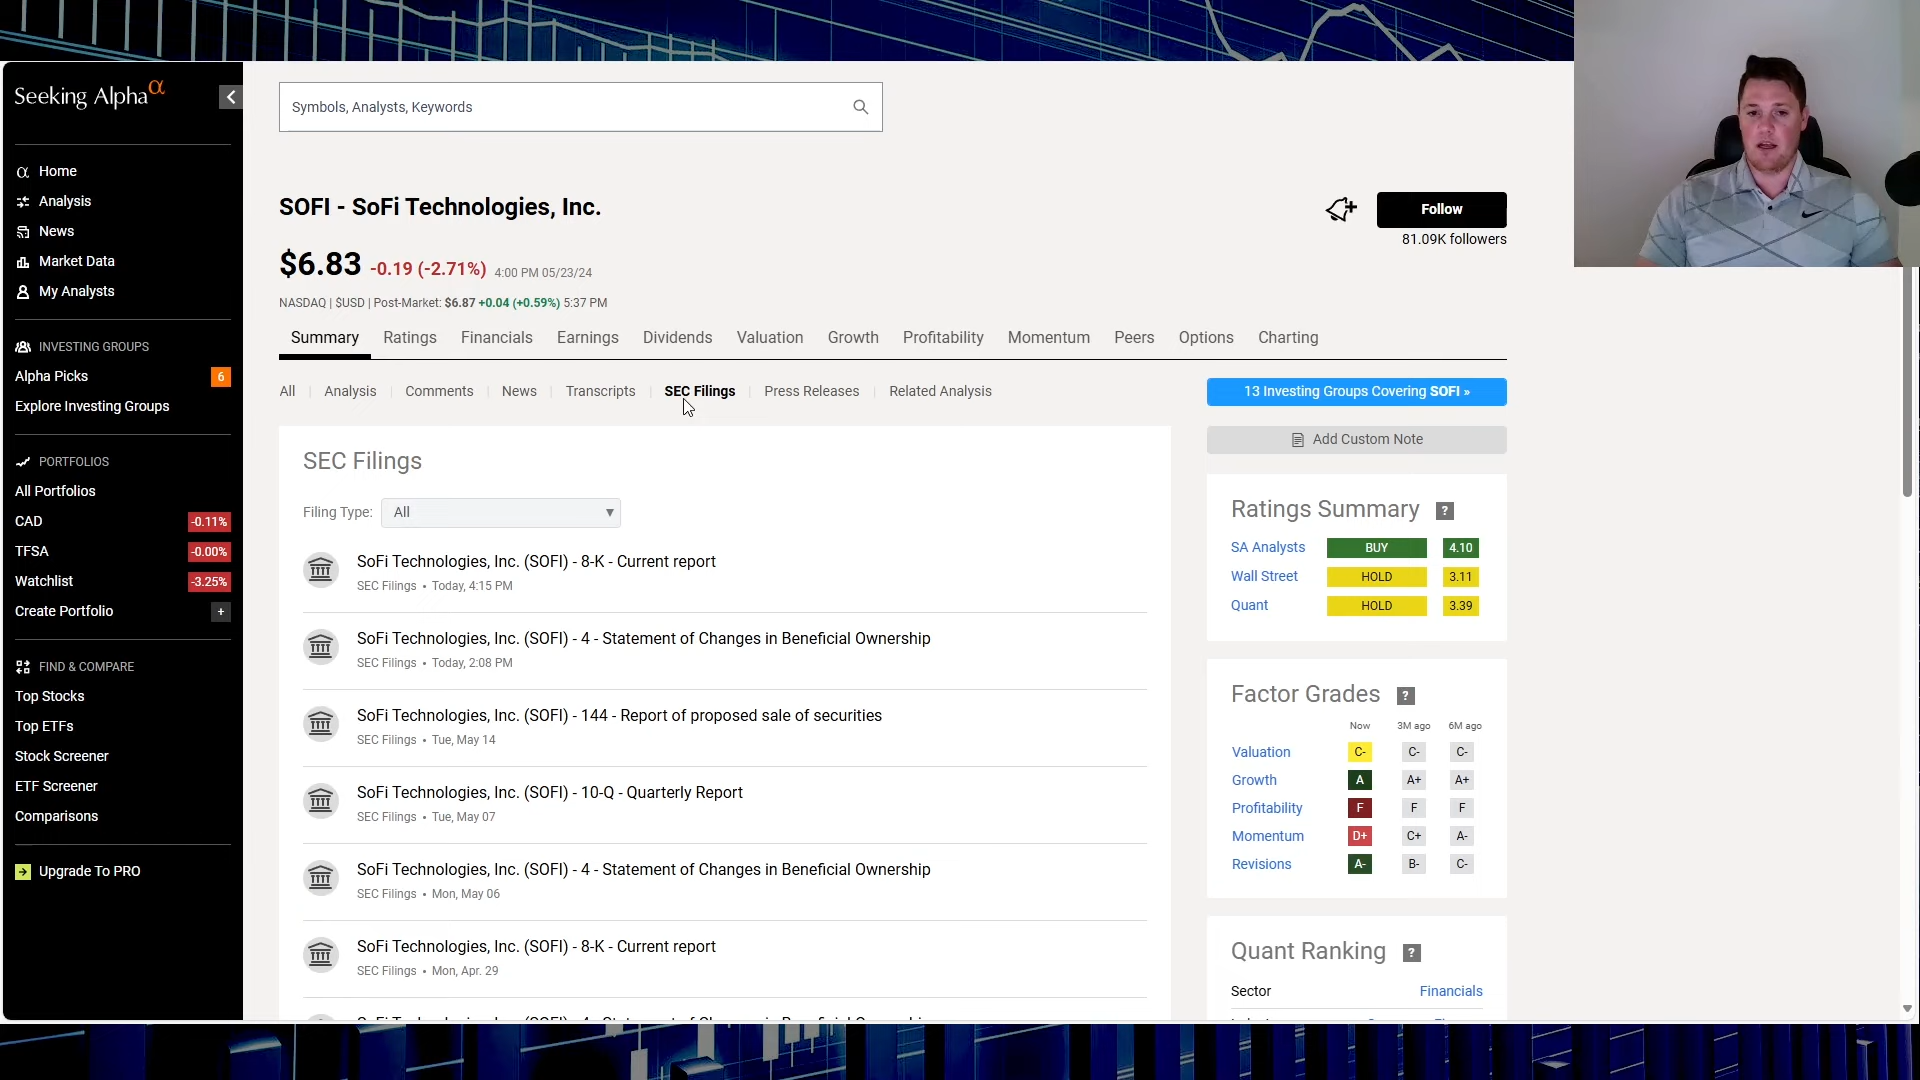 Seeking Alpha α
Home
Analysis
News
Market Data
My Analysts
INVESTING GROUPS
Alpha Picks 6
Explore Investing Groups
PORTFOLIOS
All Portfolios
CAD -0.11%
TFSA -0.00%
Watchlist -3.25%
Create Portfolio +
FIND & COMPARE
Top Stocks
Top ETFs
Stock Screener
ETF Screener
Comparisons
Upgrade To PRO
Symbols, Analysts, Keywords
SOFI - SoFi Technologies, Inc.
Follow
81.09K followers
$6.83 -0.19 (-2.71%) 4:00 PM 05/23/24
NASDAQ | $USD | Post-Market: $6.87 +0.04 (+0.59%) 5:37 PM
Summary Ratings Financials Earnings Dividends Valuation Growth Profitability Momentum Peers Options Charting
All | Analysis | Comments | News | Transcripts | SEC Filings | Press Releases | Related Analysis
SEC Filings
Filing Type: All
SoFi Technologies, Inc. (SOFI) - 8-K - Current report
SEC Filings • Today, 4:15 PM
SoFi Technologies, Inc. (SOFI) - 4 - Statement of Changes in Beneficial Ownership
SEC Filings • Today, 2:08 PM
SoFi Technologies, Inc. (SOFI) - 144 - Report of proposed sale of securities
SEC Filings • Tue, May 14
SoFi Technologies, Inc. (SOFI) - 10-Q - Quarterly Report
SEC Filings • Tue, May 07
SoFi Technologies, Inc. (SOFI) - 4 - Statement of Changes in Beneficial Ownership
SEC Filings • Mon, May 06
SoFi Technologies, Inc. (SOFI) - 8-K - Current report
SEC Filings • Mon, Apr. 29
13 Investing Groups Covering SOFI »
Add Custom Note
Ratings Summary ?
SA Analysts BUY 4.10
Wall Street HOLD 3.11
Quant HOLD 3.39
Factor Grades ?
Now 3M ago 6M ago
Valuation C- C- C-
Growth A A+ A+
Profitability F F F
Momentum D+ C+ A-
Revisions A- B- C-
Quant Ranking ?
Sector Financials